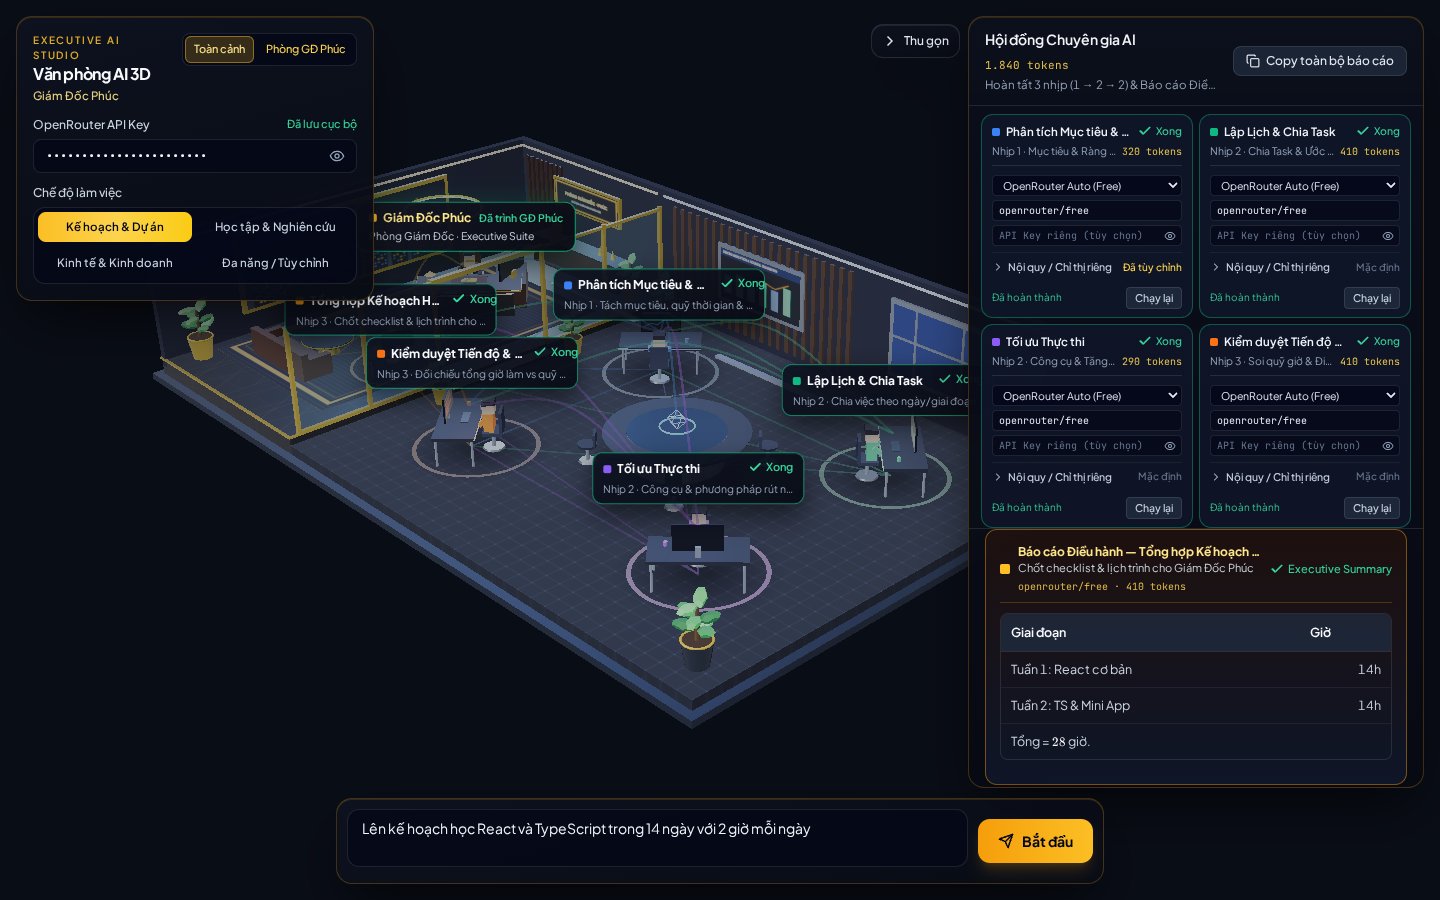 EXECUTIVE AI
STUDIO
Văn phòng AI 3D
Giám Đốc Phúc
Toàn cảnh
Phòng GĐ Phúc
OpenRouter API Key
Đã lưu cục bộ
Chế độ làm việc
Kế hoạch & Dự án
Học tập & Nghiên cứu
Kinh tế & Kinh doanh
Đa năng / Tùy chỉnh
Thu gọn
Giám Đốc Phúc Đã trình GĐ Phúc
Phòng Giám Đốc · Executive Suite
Tổng hợp Kế hoạch H... Xong
Nhịp 3 · Chốt checklist & lịch trình cho ...
Phân tích Mục tiêu & ... Xong
Nhịp 1 · Tách mục tiêu, quỹ thời gian & ...
Kiểm duyệt Tiến độ & ... Xong
Nhịp 3 · Đối chiếu tổng giờ làm vs quỹ ...
Lập Lịch & Chia Task
Nhịp 2 · Chia việc theo ngày/giai đoạ
Tối ưu Thực thi Xong
Nhịp 2 · Công cụ & phương pháp rút n...
Hội đồng Chuyên gia AI
1.840 tokens
Hoàn tất 3 nhịp (1 → 2 → 2) & Báo cáo Điề...
Copy toàn bộ báo cáo
Phân tích Mục tiêu & ... Xong
Nhịp 1 · Mục tiêu & Ràng ... 320 tokens
OpenRouter Auto (Free)
openrouter/free
API Key riêng (tùy chọn)
Nội quy / Chỉ thị riêng Đã tùy chỉnh
Đã hoàn thành Chạy lại
Lập Lịch & Chia Task Xong
Nhịp 2 · Chia Task & Ước ... 410 tokens
OpenRouter Auto (Free)
openrouter/free
API Key riêng (tùy chọn)
Nội quy / Chỉ thị riêng Mặc định
Đã hoàn thành Chạy lại
Tối ưu Thực thi Xong
Nhịp 2 · Công cụ & Tăng... 290 tokens
OpenRouter Auto (Free)
openrouter/free
API Key riêng (tùy chọn)
Nội quy / Chỉ thị riêng Mặc định
Đã hoàn thành Chạy lại
Kiểm duyệt Tiến độ ... Xong
Nhịp 3 · Soi quỹ giờ & Đi... 410 tokens
OpenRouter Auto (Free)
openrouter/free
API Key riêng (tùy chọn)
Nội quy / Chỉ thị riêng Mặc định
Đã hoàn thành Chạy lại
Báo cáo Điều hành — Tổng hợp Kế hoạch ...
Chốt checklist & lịch trình cho Giám Đốc Phúc
openrouter/free · 410 tokens
Executive Summary
Giai đoạn Giờ
Tuần 1: React cơ bản 14h
Tuần 2: TS & Mini App 14h
Tổng = 28 giờ.
Lên kế hoạch học React và TypeScript trong 14 ngày với 2 giờ mỗi ngày
Bắt đầu